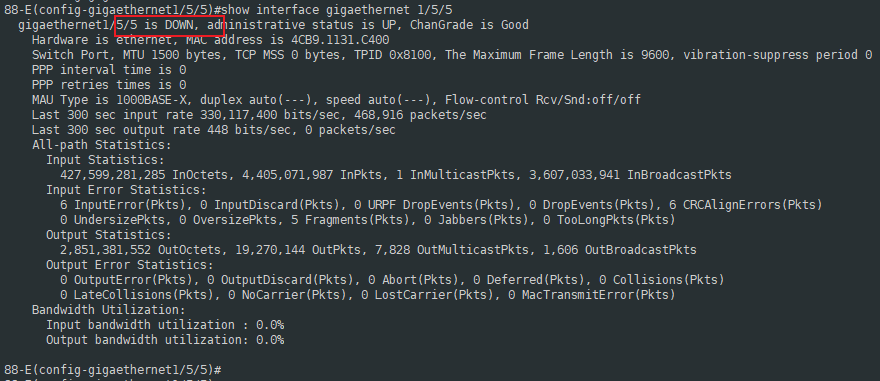 88-E(config-gigaethernet1/5/5)#show interface gigaethernet 1/5/5
gigaethernet1/5/5 is DOWN, administrative status is UP, ChanGrade is Good
Hardware is ethernet, MAC address is 4CB9.1131.C400
Switch Port, MTU 1500 bytes, TCP MSS 0 bytes, TPID 0x8100, The Maximum Frame Length is 9600, vibration-suppress period 0
PPP interval time is 0
PPP retries times is 0
MAU Type is 1000BASE-X, duplex auto(---), speed auto(---), Flow-control Rcv/Snd:off/off
Last 300 sec input rate 330,117,400 bits/sec, 468,916 packets/sec
Last 300 sec output rate 448 bits/sec, 0 packets/sec
All-path Statistics:
Input Statistics:
427,599,281,285 InOctets, 4,405,071,987 InPkts, 1 InMulticastPkts, 3,607,033,941 InBroadcastPkts
Input Error Statistics:
6 InputError(Pkts), 0 InputDiscard(Pkts), 0 URPF DropEvents(Pkts), 0 DropEvents(Pkts), 6 CRCAlignErrors(Pkts)
0 UndersizePkts, 0 OversizePkts, 5 Fragments(Pkts), 0 Jabbers(Pkts), 0 TooLongPkts(Pkts)
Output Statistics:
2,851,381,552 OutOctets, 19,270,144 OutPkts, 7,828 OutMulticastPkts, 1,606 OutBroadcastPkts
Output Error Statistics:
0 OutputError(Pkts), 0 OutputDiscard(Pkts), 0 Abort(Pkts), 0 Deferred(Pkts), 0 Collisions(Pkts)
0 LateCollisions(Pkts), 0 NoCarrier(Pkts), 0 LostCarrier(Pkts), 0 MacTransmitError(Pkts)
Bandwidth Utilization:
Input bandwidth utilization : 0.0%
Output bandwidth utilization: 0.0%
88-E(config-gigaethernet1/5/5)#